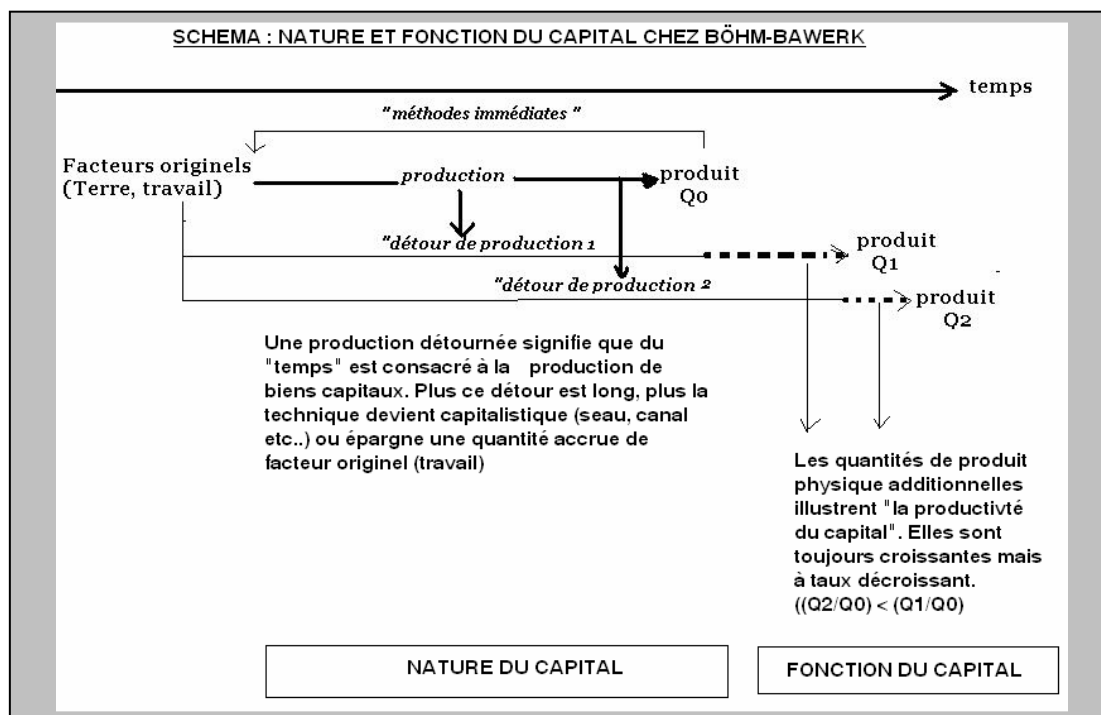 SCHEMA : NATURE ET FONCTION DU CAPITAL CHEZ BÖHM-BAWERK
temps
"méthodes immédiates "
Facteurs originels
(Terre, travail)
production
produit
Q0
"détour de production 1
produit
Q1
"détour de production 2
produit
Q2
Une production détournée signifie que du
"temps" est consacré à la production de
biens capitaux. Plus ce détour est long, plus la
technique devient capitalistique (seau, canal
etc..) ou épargne une quantité accrue de
facteur originel (travail)
Les quantités de produit
physique additionnelles
illustrent "la productivté
du capital". Elles sont
toujours croissantes mais
à taux décroissant.
((Q2/Q0) < (Q1/Q0)
NATURE DU CAPITAL
FONCTION DU CAPITAL